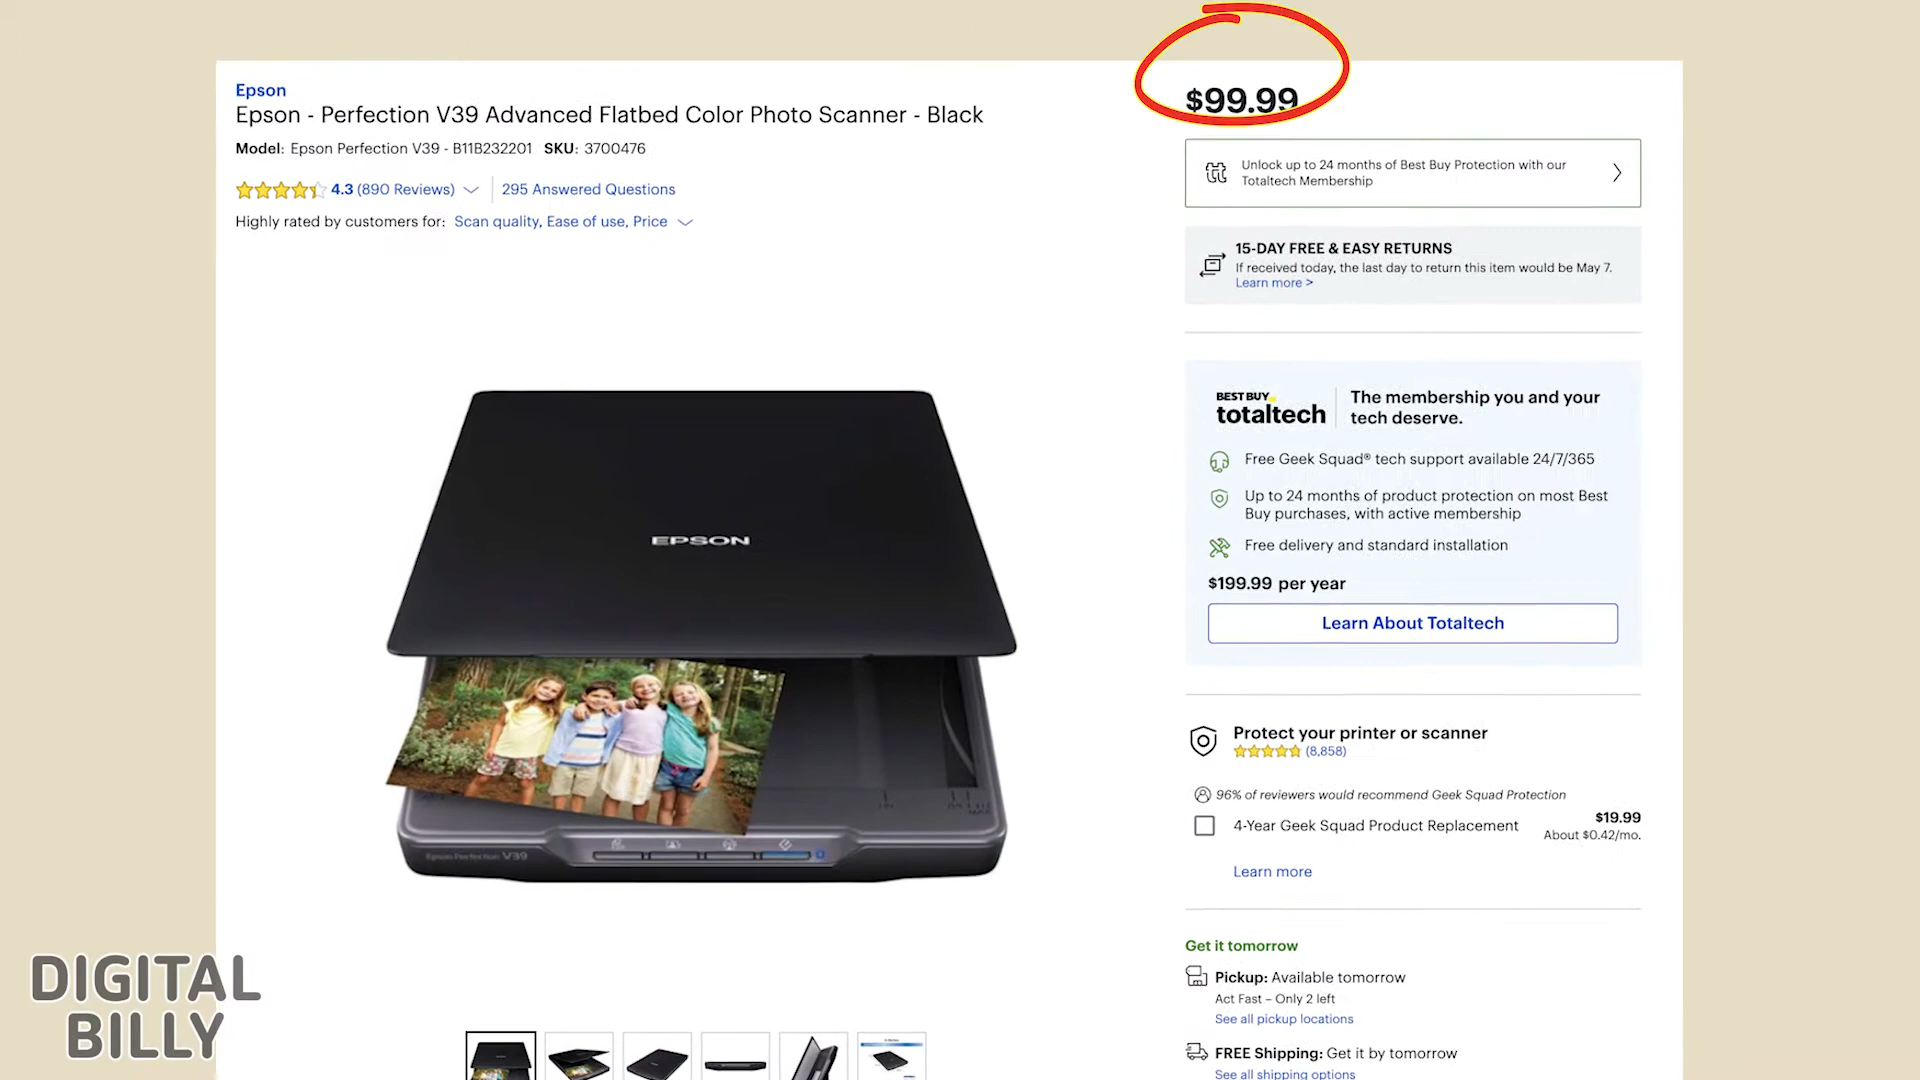 Epson
Epson - Perfection V39 Advanced Flatbed Color Photo Scanner - Black
Model: Epson Perfection V39 - B11B232201 SKU: 3700476
4.3 (890 Reviews) 295 Answered Questions
Highly rated by customers for: Scan quality, Ease of use, Price
EPSON
Epson Perfection V39
$99.99
Unlock up to 24 months of Best Buy Protection with our
Totaltech Membership
15-DAY FREE & EASY RETURNS
If received today, the last day to return this item would be May 7.
Learn more >
BEST BUY
totaltech
The membership you and your
tech deserve.
Free Geek Squad® tech support available 24/7/365
Up to 24 months of product protection on most Best
Buy purchases, with active membership
Free delivery and standard installation
$199.99 per year
Learn About Totaltech
Protect your printer or scanner
(8,858)
96% of reviewers would recommend Geek Squad Protection
4-Year Geek Squad Product Replacement
$19.99
About $0.42/mo.
Learn more
Get it tomorrow
Pickup: Available tomorrow
Act Fast – Only 2 left
See all pickup locations
FREE Shipping: Get it by tomorrow
See all shipping options
DIGITAL
BILLY